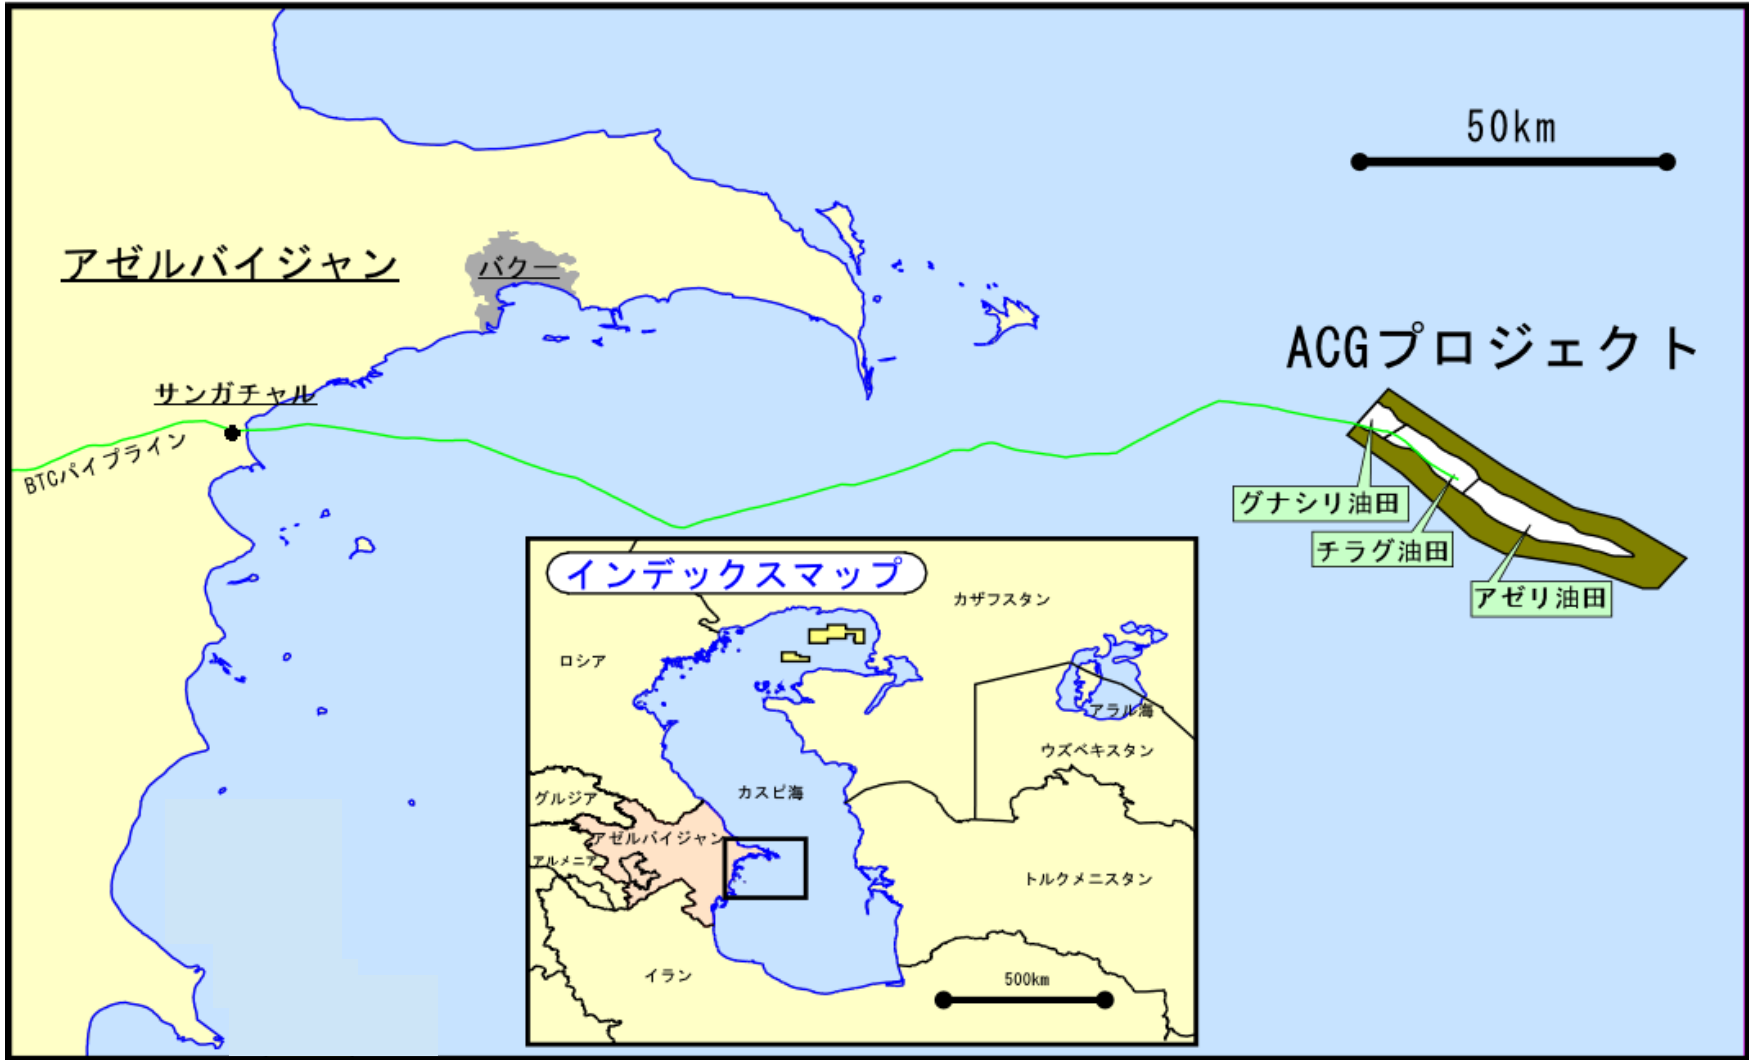 50km
アゼルバイジャン
バクー
ACGプロジェクト
サンガチャル
BTCパイプライン
グナシリ油田
チラグ油田
アゼリ油田
インデックスマップ
カザフスタン
ロシア
アラル海
ウズベキスタン
カスピ海
グルジア
アゼルバイジャン
アルメニア
トルクメニスタン
イラン
500km